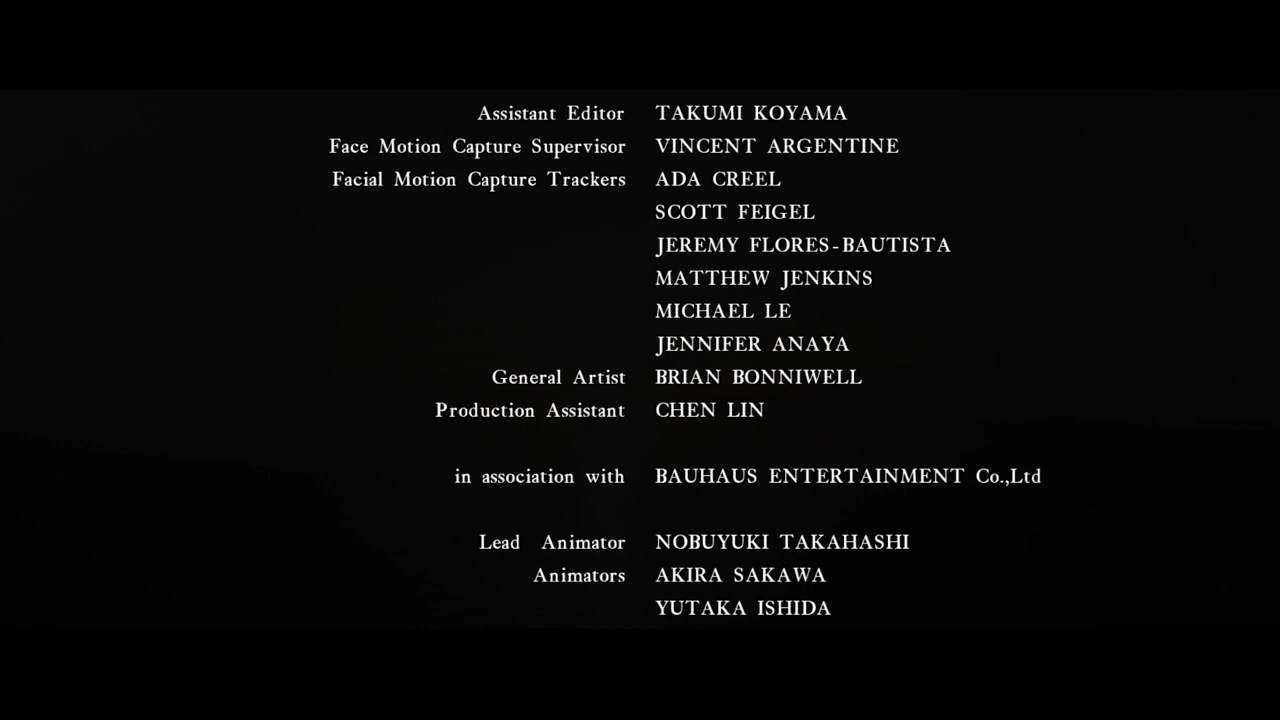 Assistant Editor TAKUMI KOYAMA
Face Motion Capture Supervisor VINCENT ARGENTINE
Facial Motion Capture Trackers ADA CREEL
SCOTT FEIGEL
JEREMY FLORES-BAUTISTA
MATTHEW JENKINS
MICHAEL LE
JENNIFER ANAYA
General Artist BRIAN BONNIWELL
Production Assistant CHEN LIN
in association with BAUHAUS ENTERTAINMENT Co.,Ltd
Lead Animator NOBUYUKI TAKAHASHI
Animators AKIRA SAKAWA
YUTAKA ISHIDA